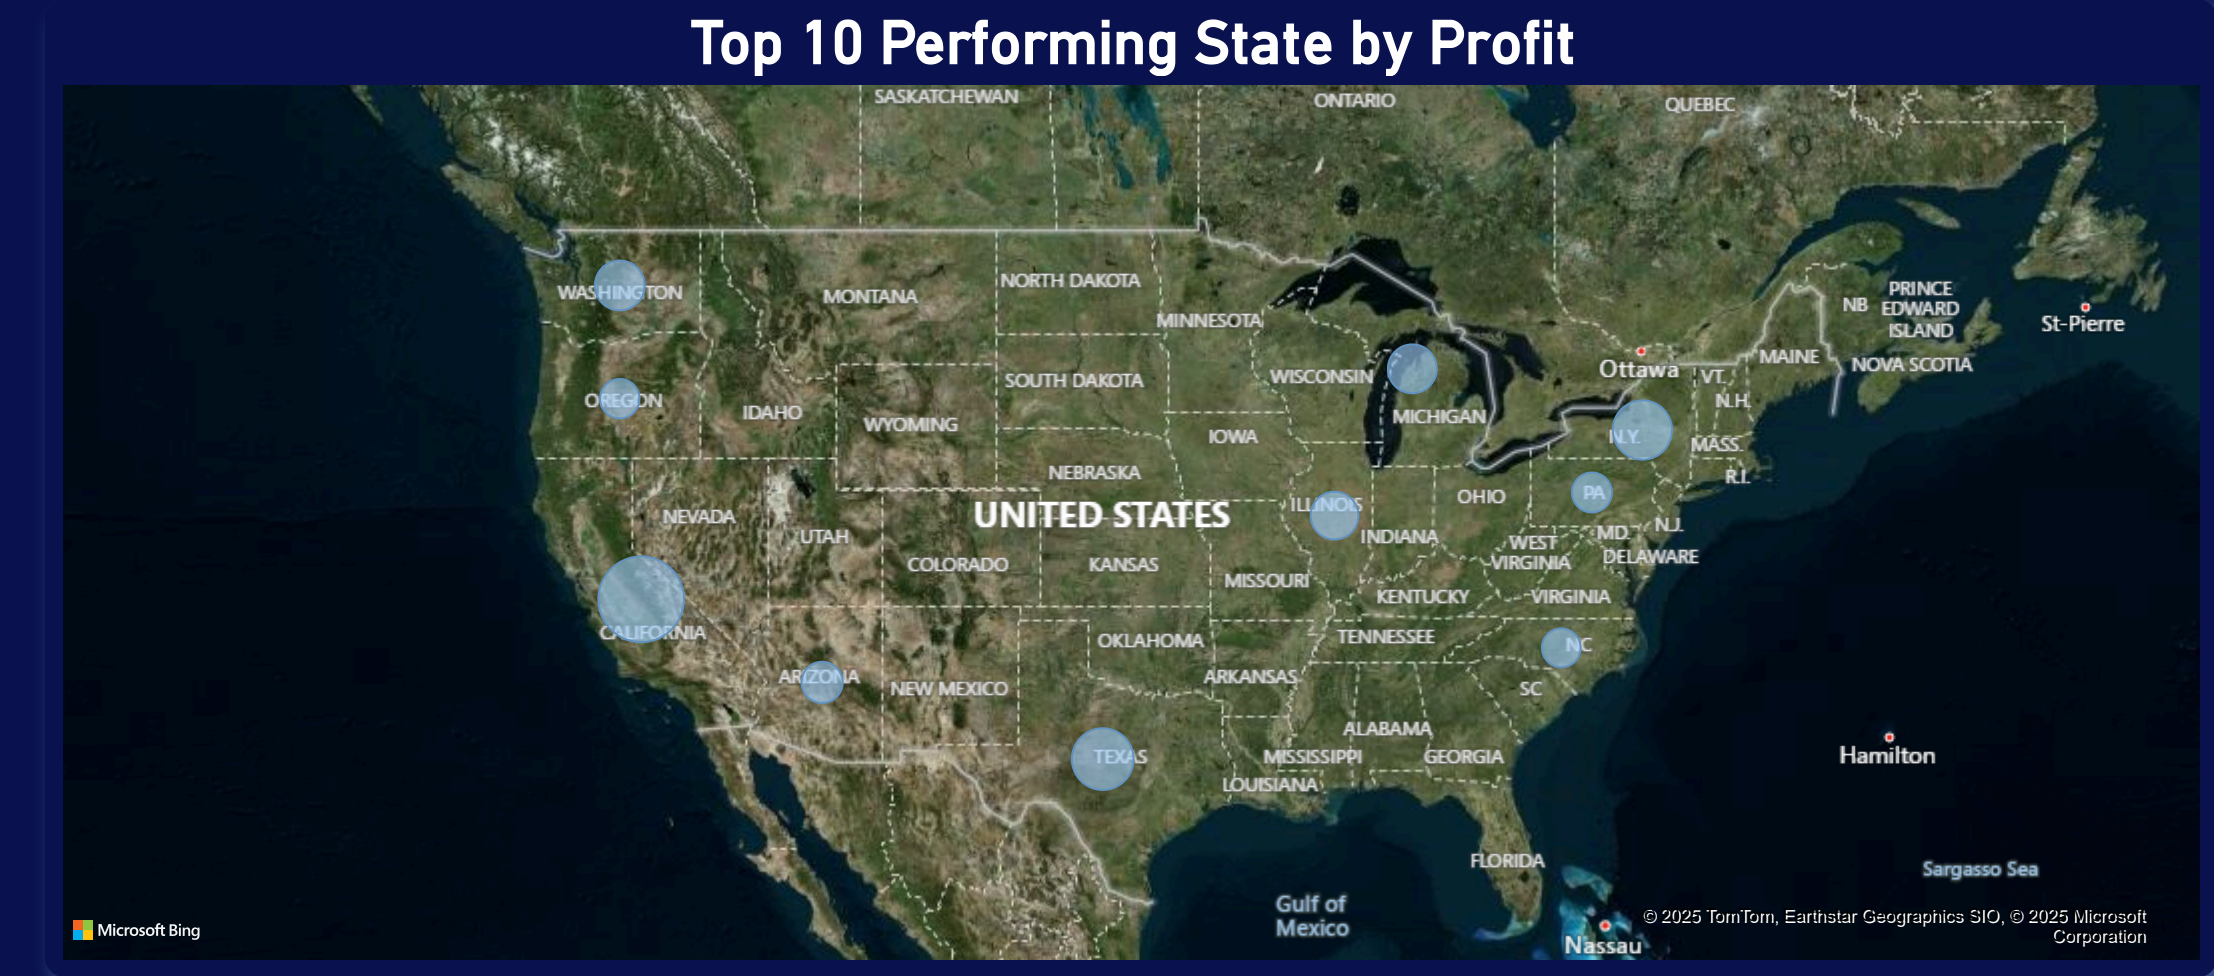 Top 10 Performing State by Profit
SASKATCHEWAN
ONTARIO
QUEBEC
WASHINGTON
MONTANA
NORTH DAKOTA
MINNESOTA
PRINCE
EDWARD
ISLAND
NB
St-Pierre
OREGON
IDAHO
WYOMING
SOUTH DAKOTA
WISCONSIN
MICHIGAN
Ottawa
VT.
N.H.
MAINE
NOVA SCOTIA
IOWA
N.Y.
MASS.
R.I.
NEBRASKA
NEVADA
UTAH
UNITED STATES
ILLINOIS
INDIANA
OHIO
PA
N.J.
MD.
DELAWARE
COLORADO
KANSAS
MISSOURI
WEST
VIRGINIA
KENTUCKY
VIRGINIA
CALIFORNIA
OKLAHOMA
TENNESSEE
NC
ARIZONA
NEW MEXICO
ARKANSAS
SC
TEXAS
ALABAMA
MISSISSIPPI
GEORGIA
LOUISIANA
Hamilton
FLORIDA
Sargasso Sea
Gulf of
Mexico
Nassau
Microsoft Bing
© 2025 TomTom, Earthstar Geographics SIO, © 2025 Microsoft
Corporation